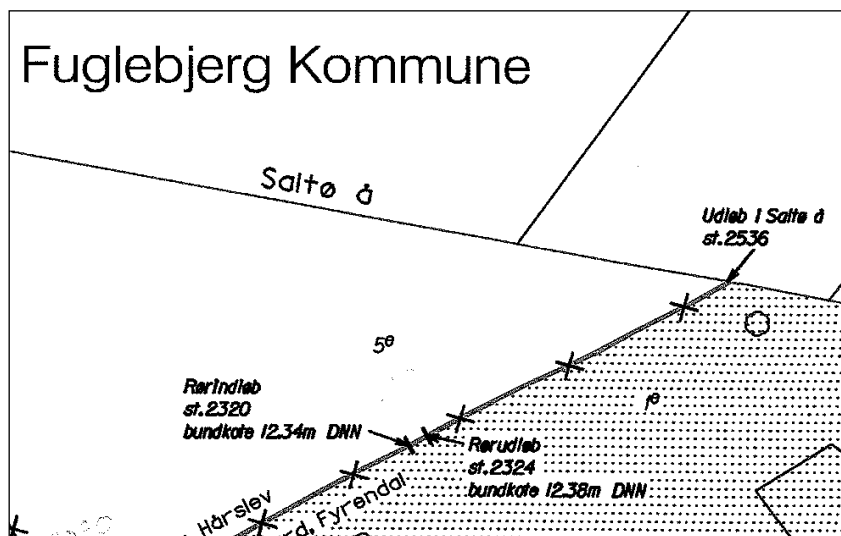 Fuglebjerg Kommune
Saltø å
Udløb i Saltø å
st.2536
5ᵉ
1ᵉ
Rørindløb
st.2320
bundkote 12.34m DNN
Rørudløb
st.2324
bundkote 12.38m DNN
Hårslev
rd, Fyrendal